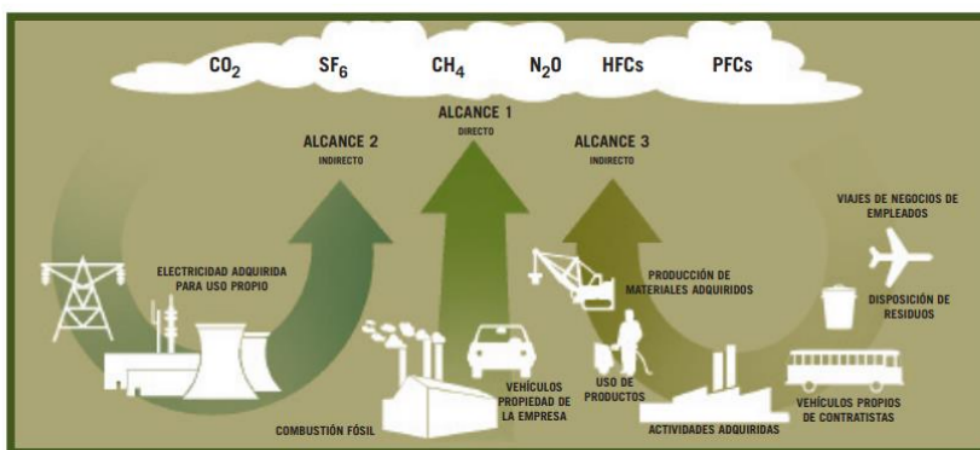 CO₂ SF₆ CH₄ N₂O HFCs PFCs
ALCANCE 1
DIRECTO
ALCANCE 2
INDIRECTO
ALCANCE 3
INDIRECTO
VIAJES DE NEGOCIOS DE
EMPLEADOS
ELECTRICIDAD ADQUIRIDA
PARA USO PROPIO
PRODUCCIÓN DE
MATERIALES ADQUIRIDOS
DISPOSICIÓN DE
RESIDUOS
VEHÍCULOS
PROPIEDAD DE
LA EMPRESA
USO DE
PRODUCTOS
VEHÍCULOS PROPIOS
DE CONTRATISTAS
COMBUSTIÓN FÓSIL
ACTIVIDADES ADQUIRIDAS